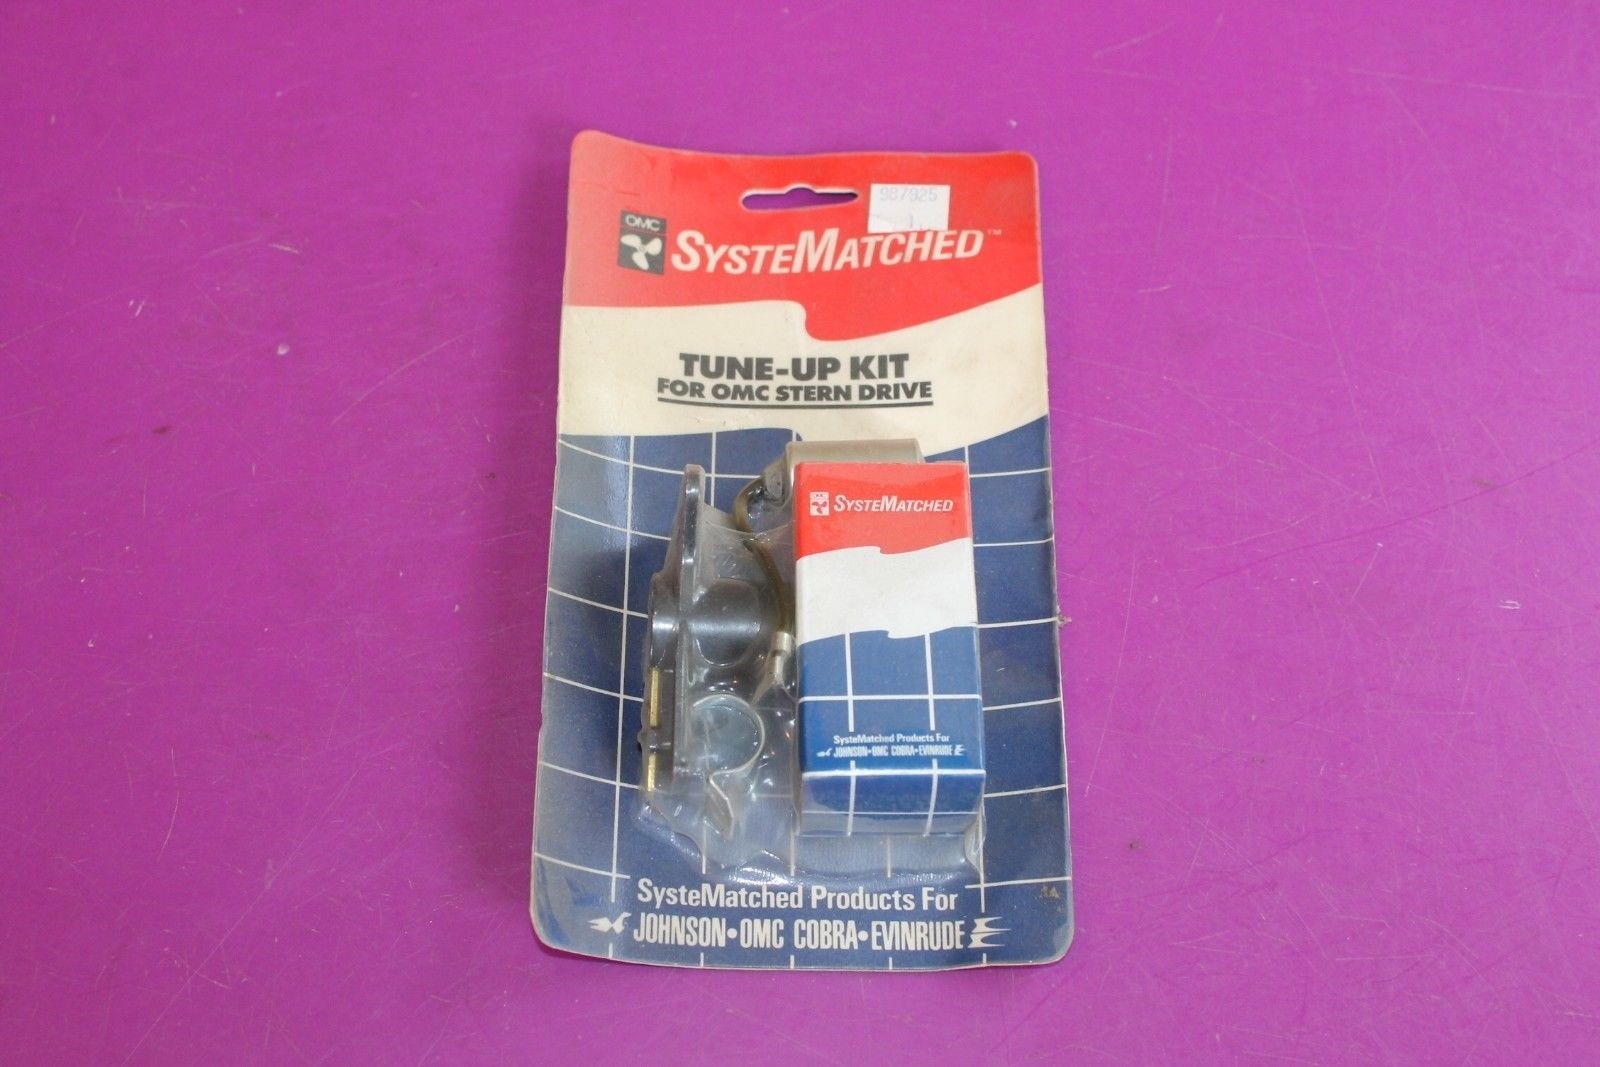 987925
1
OMC
SYSTEMATCHED™
TUNE-UP KIT
FOR OMC STERN DRIVE
SYSTEMATCHED
SysteMatched Products For
JOHNSON•OMC COBRA•EVINRUDE
SysteMatched Products For
JOHNSON•OMC COBRA•EVINRUDE